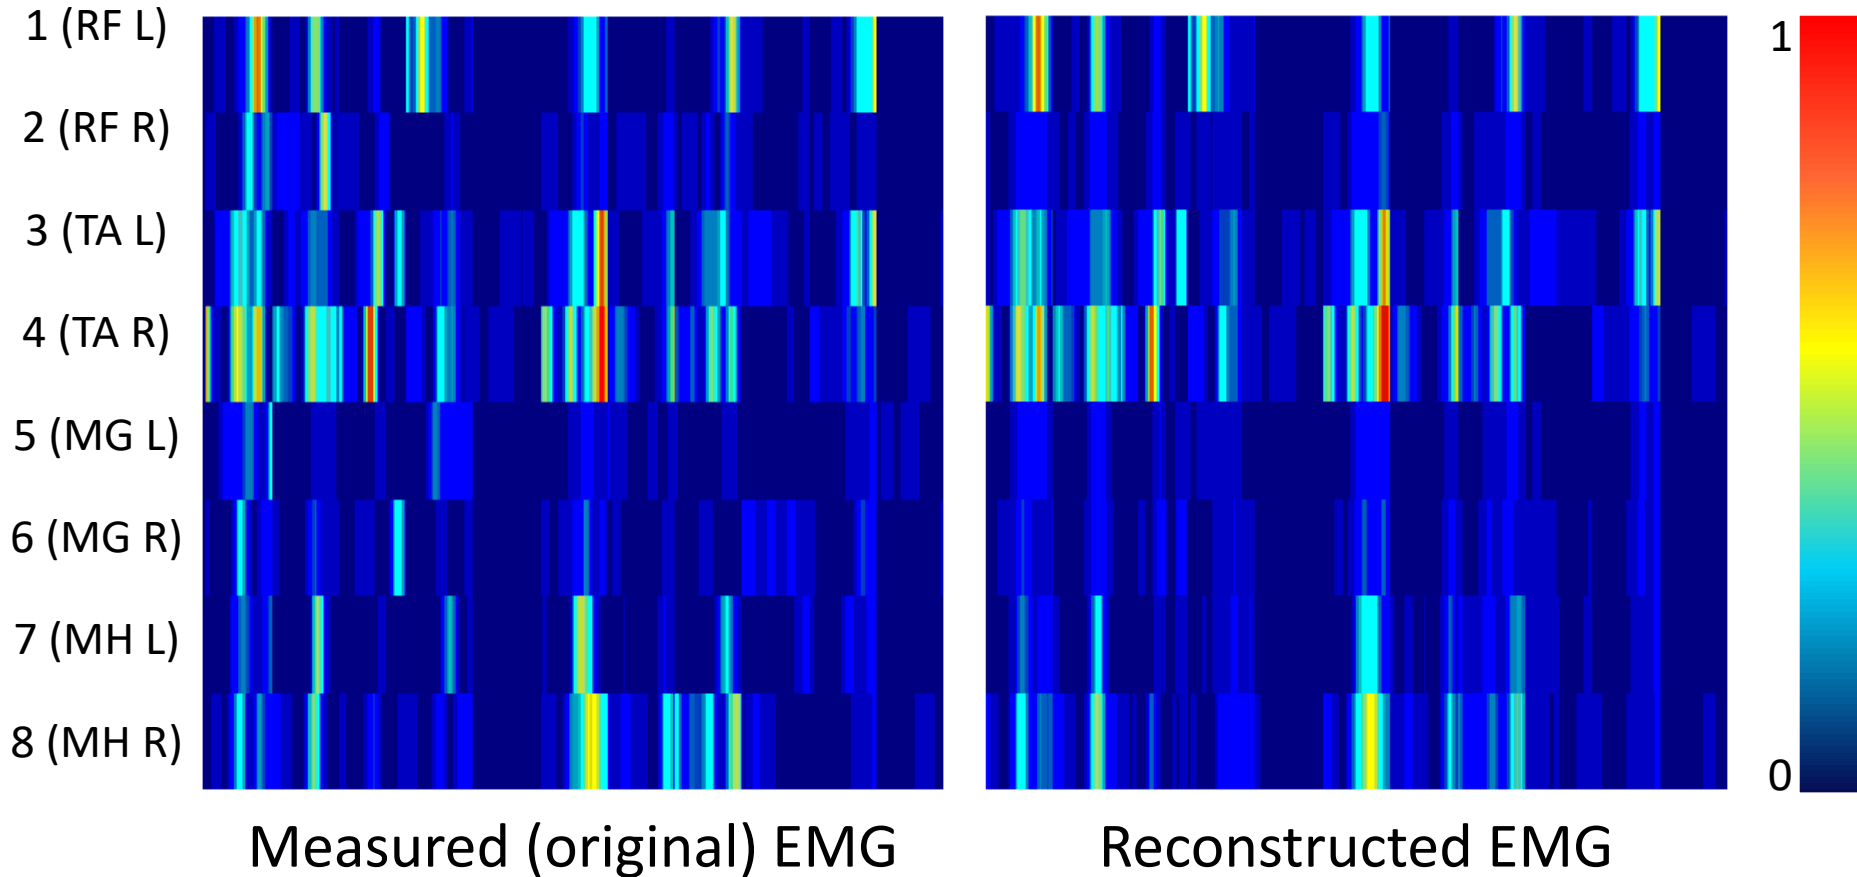 1 (RF L)
2 (RF R)
3 (TA L)
4 (TA R)
5 (MG L)
6 (MG R)
7 (MH L)
8 (MH R)
1
0
Measured (original) EMG
Reconstructed EMG